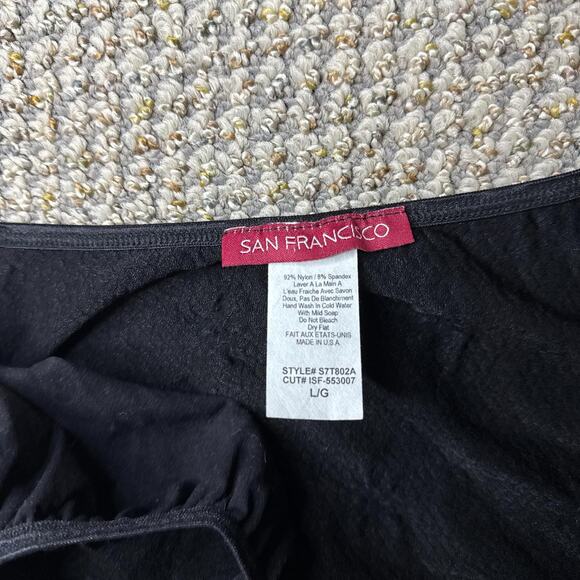 SAN FRANCISCO
92% Nylon / 8% Spandex
Laver A La Main A
L'eau Fraiche Avec Savon
Doux, Pas De Blanchiment
Hand Wash In Cold Water
With Mild Soap
Do Not Bleach
Dry Flat
FAIT AUX ETATS-UNIS
MADE IN U.S.A.
STYLE# S7T802A
CUT# ISF-553007
L/G